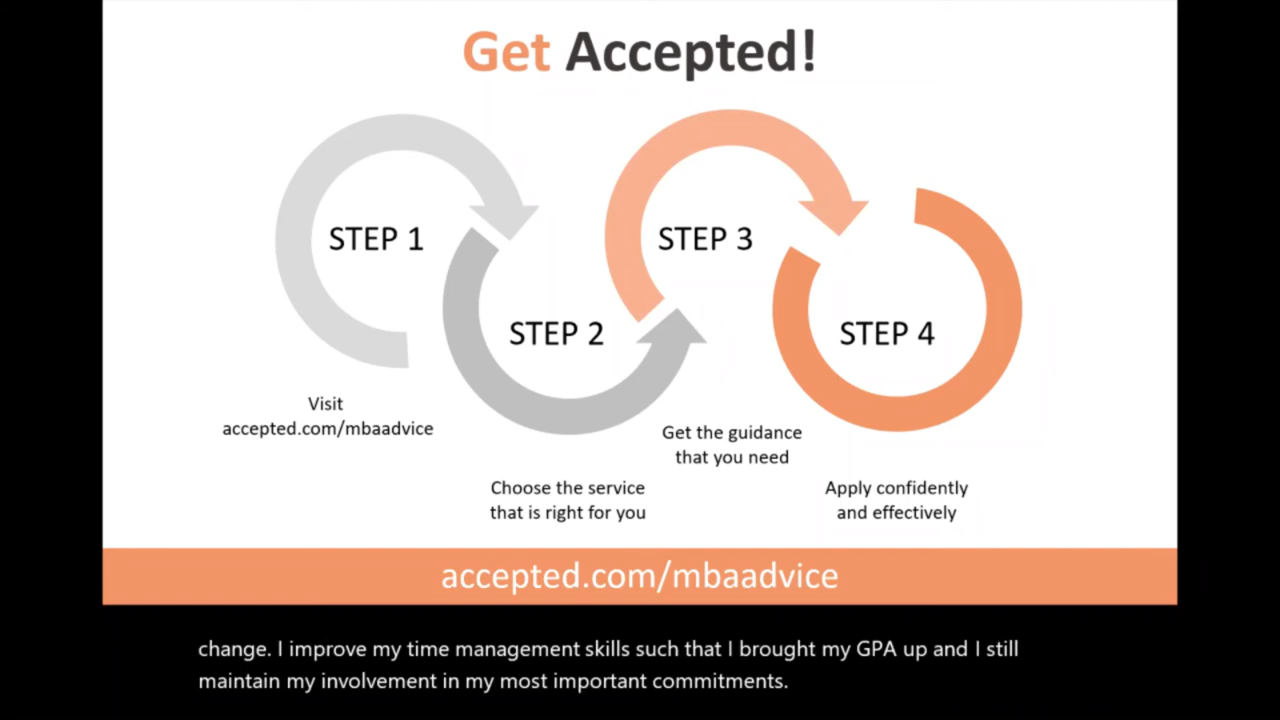 Get Accepted!
STEP 1
STEP 2
STEP 3
STEP 4
Visit
accepted.com/mbaadvice
Choose the service
that is right for you
Get the guidance
that you need
Apply confidently
and effectively
accepted.com/mbaadvice
change. I improve my time management skills such that I brought my GPA up and I still
maintain my involvement in my most important commitments.